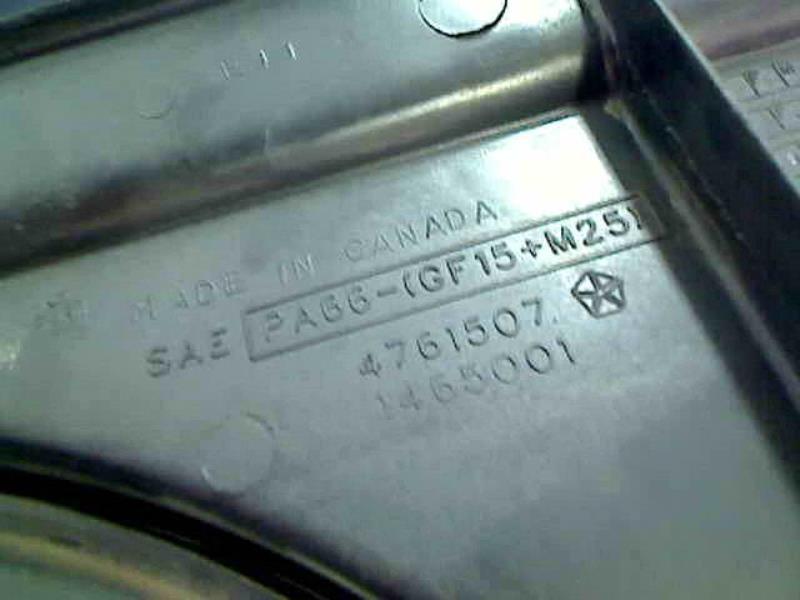 MADE IN CANADA
SAE PA66-(GF15+M25)
4761507
1465001